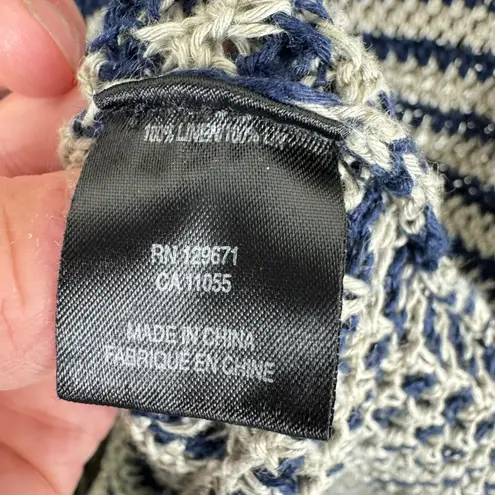 100% LINEN/100% LIN
RN 129671
CA 11055
MADE IN CHINA
FABRIQUE EN CHINE